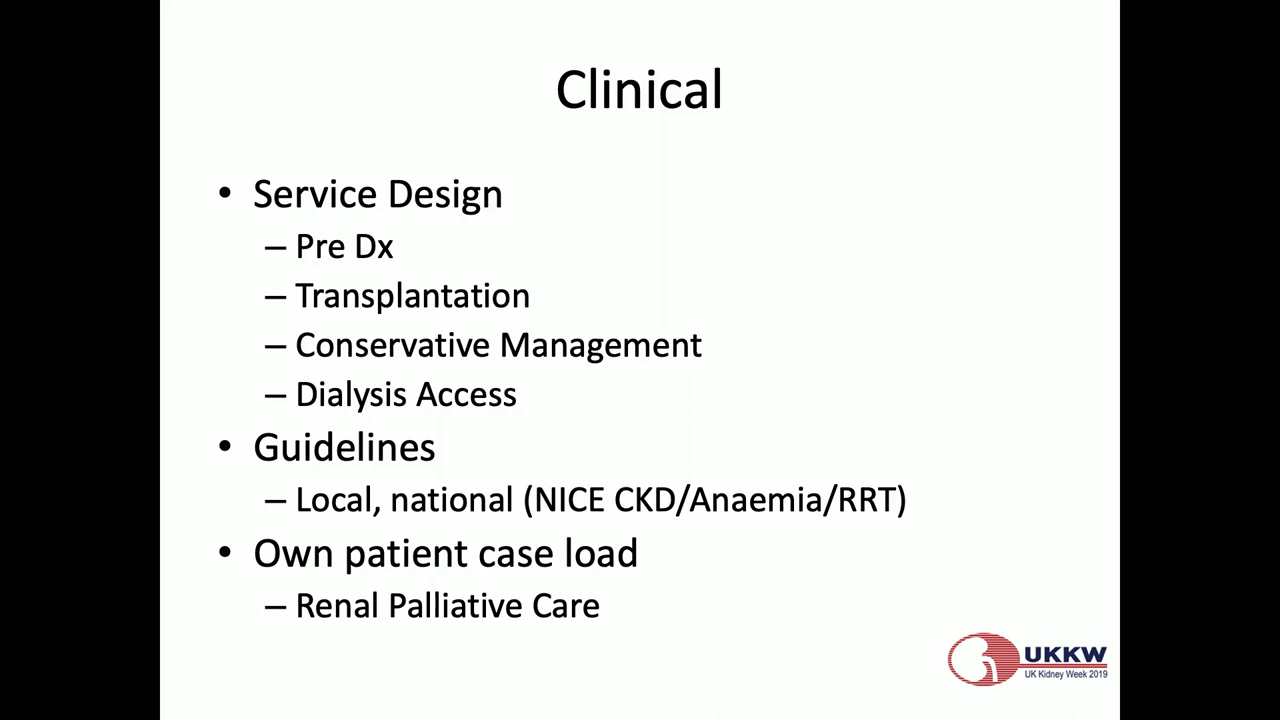 Clinical
• Service Design
– Pre Dx
– Transplantation
– Conservative Management
– Dialysis Access
• Guidelines
– Local, national (NICE CKD/Anaemia/RRT)
• Own patient case load
– Renal Palliative Care
UKKW
UK Kidney Week 2019